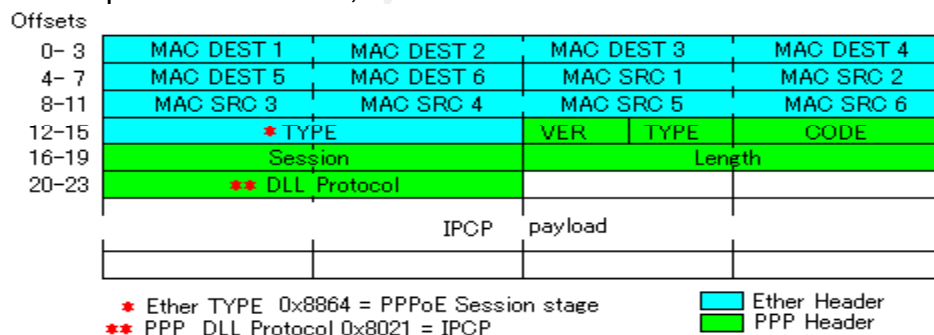 Offsets
0- 3 MAC DEST 1 MAC DEST 2 MAC DEST 3 MAC DEST 4
4- 7 MAC DEST 5 MAC DEST 6 MAC SRC 1 MAC SRC 2
8-11 MAC SRC 3 MAC SRC 4 MAC SRC 5 MAC SRC 6
12-15 * TYPE VER TYPE CODE
16-19 Session Length
20-23 ** DLL Protocol
IPCP payload
* Ether TYPE 0x8864 = PPPoE Session stage Ether Header
** PPP DLL Protocol 0x8021 = IPCP PPP Header